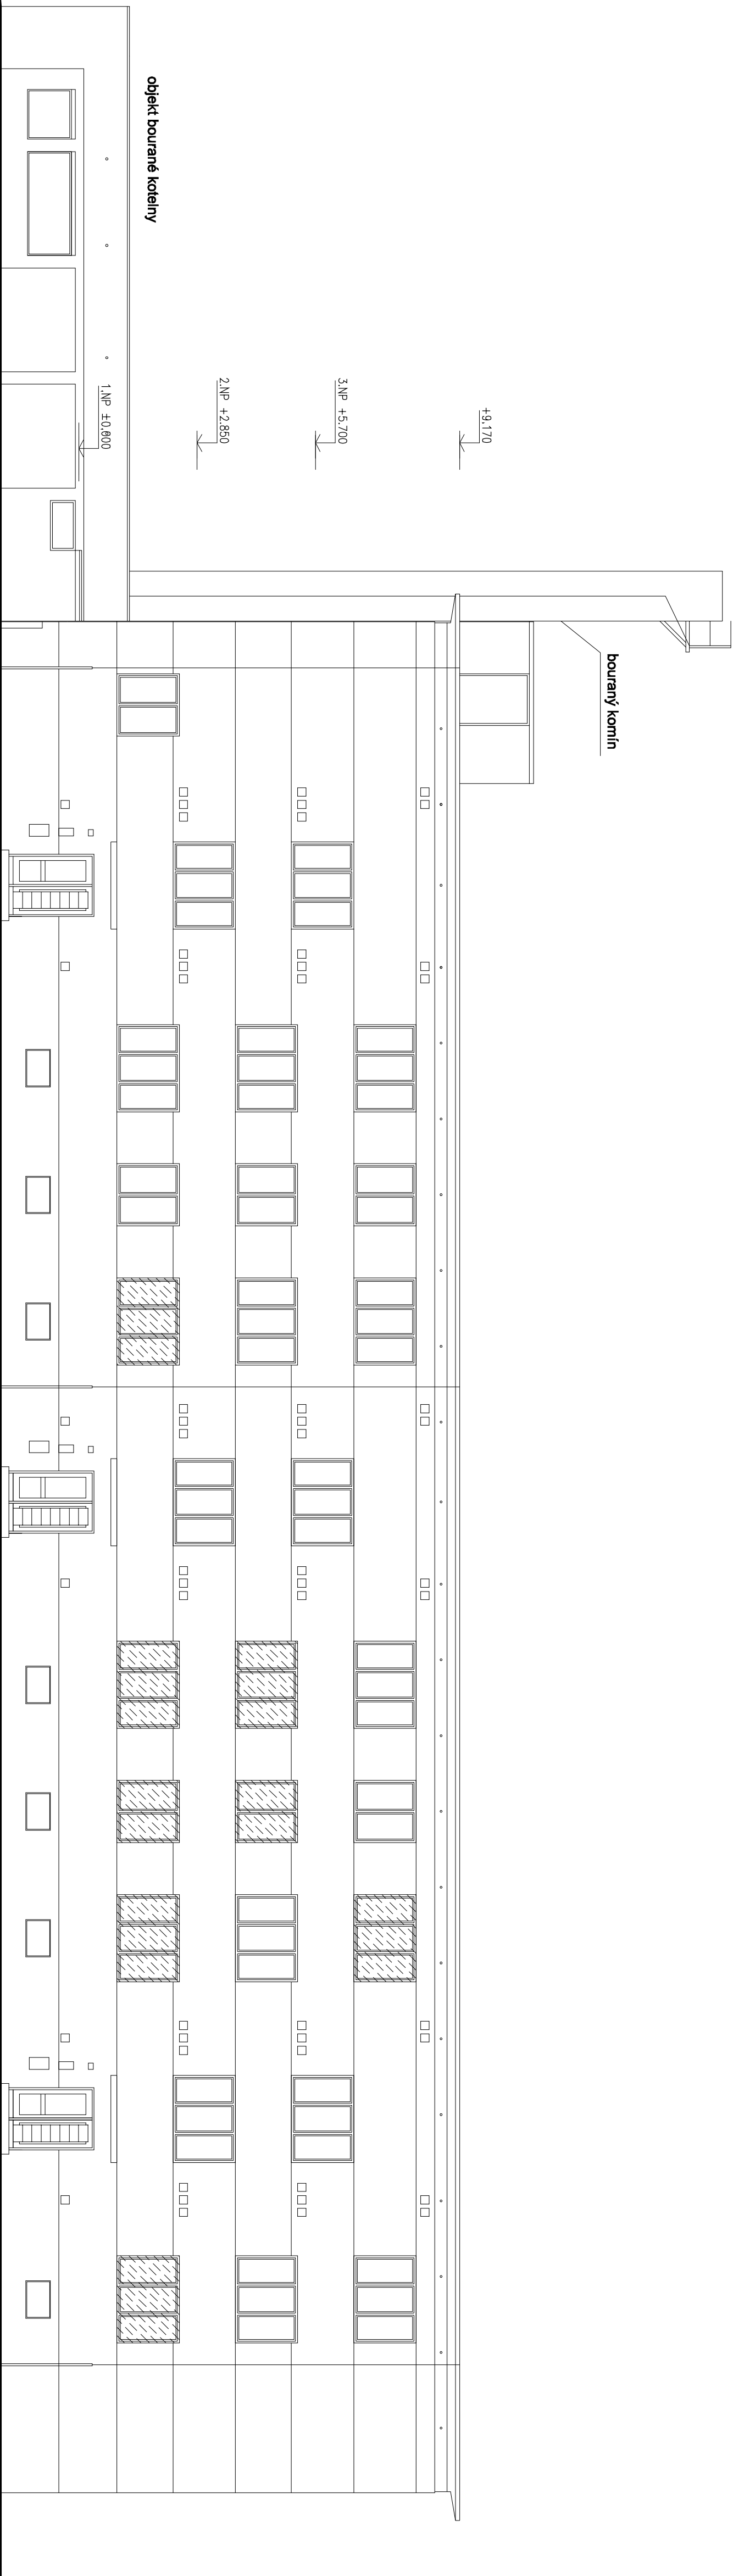 objekt bourané kotelny
bouraný komín
+9.170
3.NP +5.700
2.NP +2.850
1.NP ±0.000